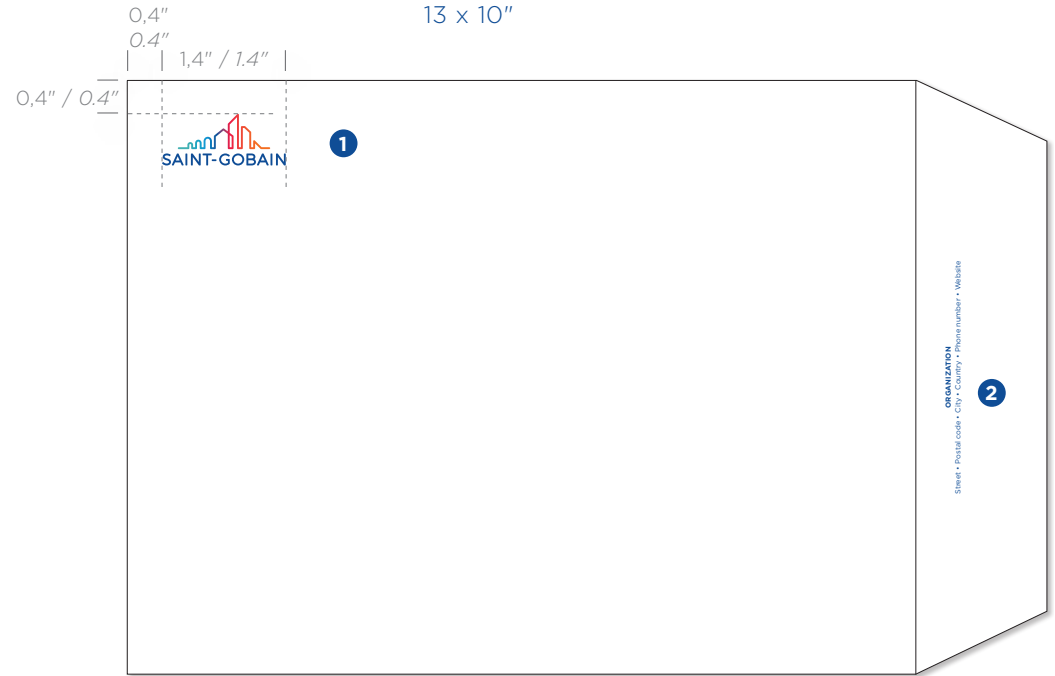 0,4"
13 x 10"
0.4"
1,4" / 1.4"
0,4" / 0.4"
SAINT-GOBAIN
1
ORGANIZATION
Street • Postal code • City • Country • Phone number • Website
2